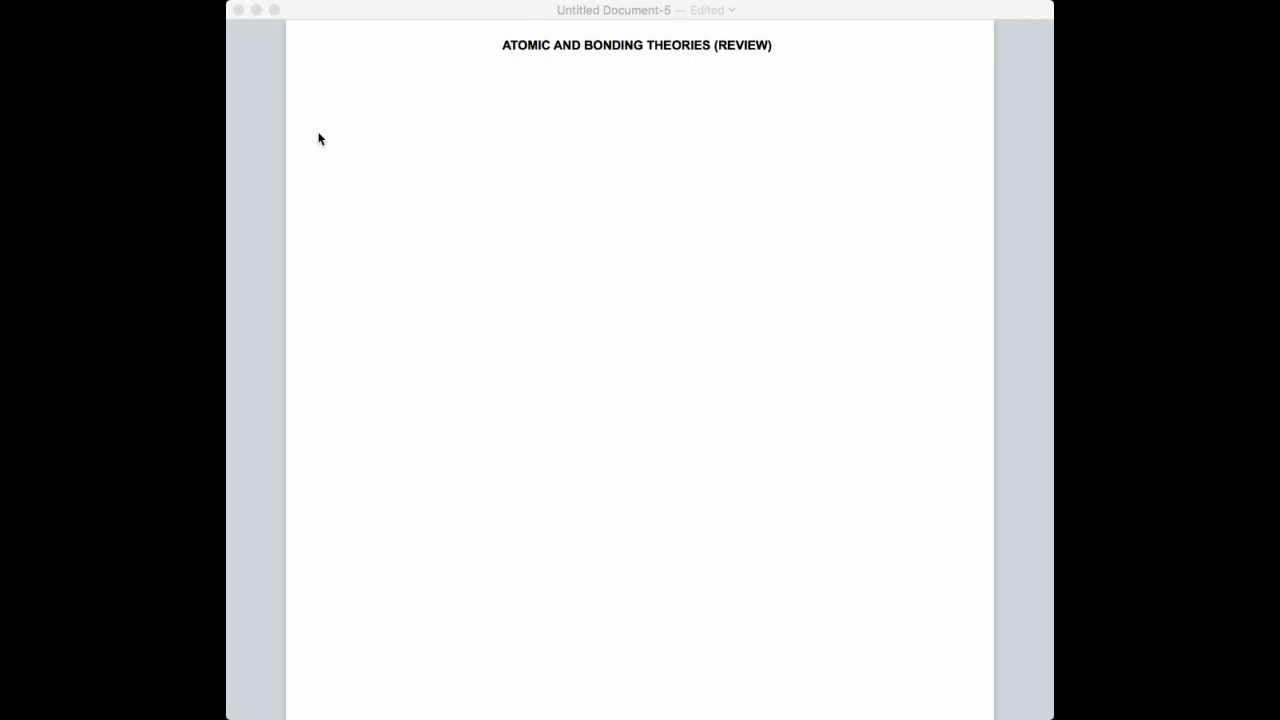 Untitled Document-5 — Edited
ATOMIC AND BONDING THEORIES (REVIEW)